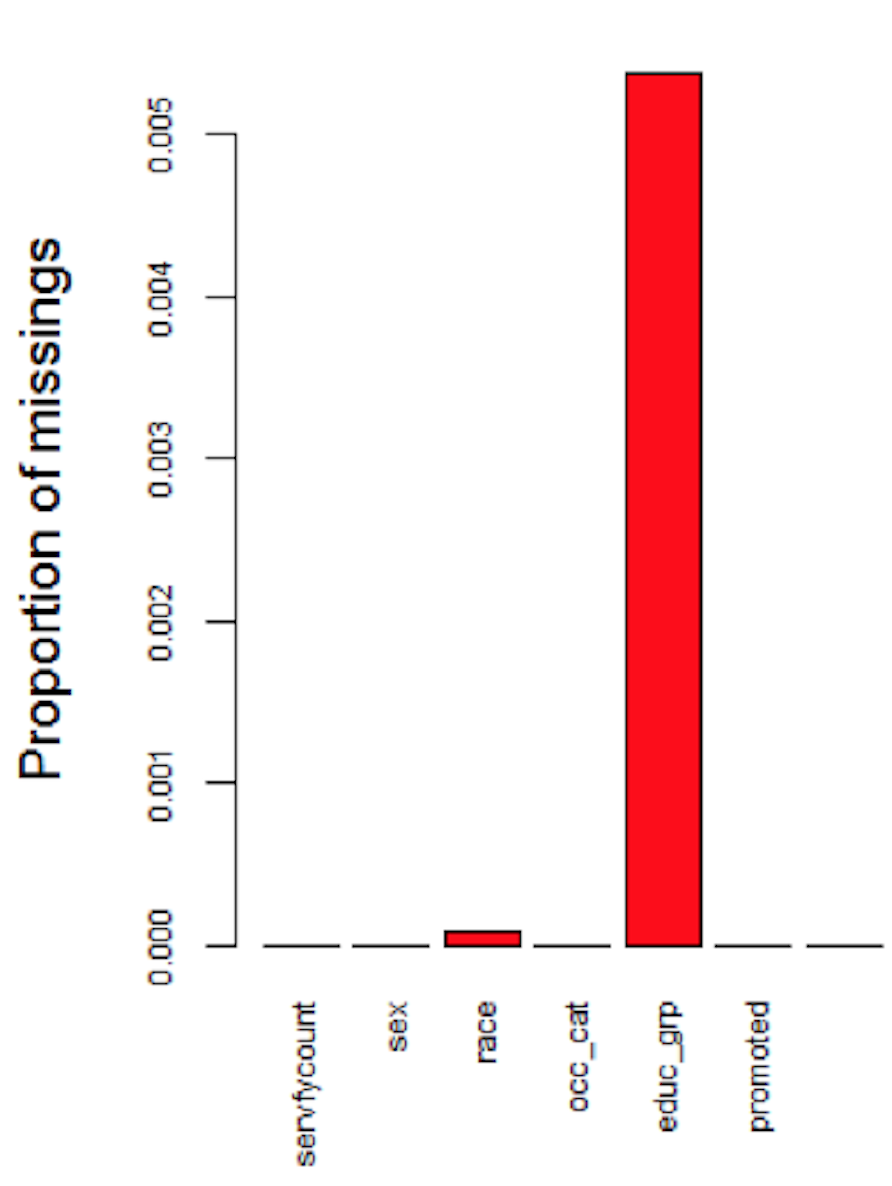 Proportion of missings
0.005
0.004
0.003
0.002
0.001
0.000
servfycount
sex
race
occ_cat
educ_grp
promoted